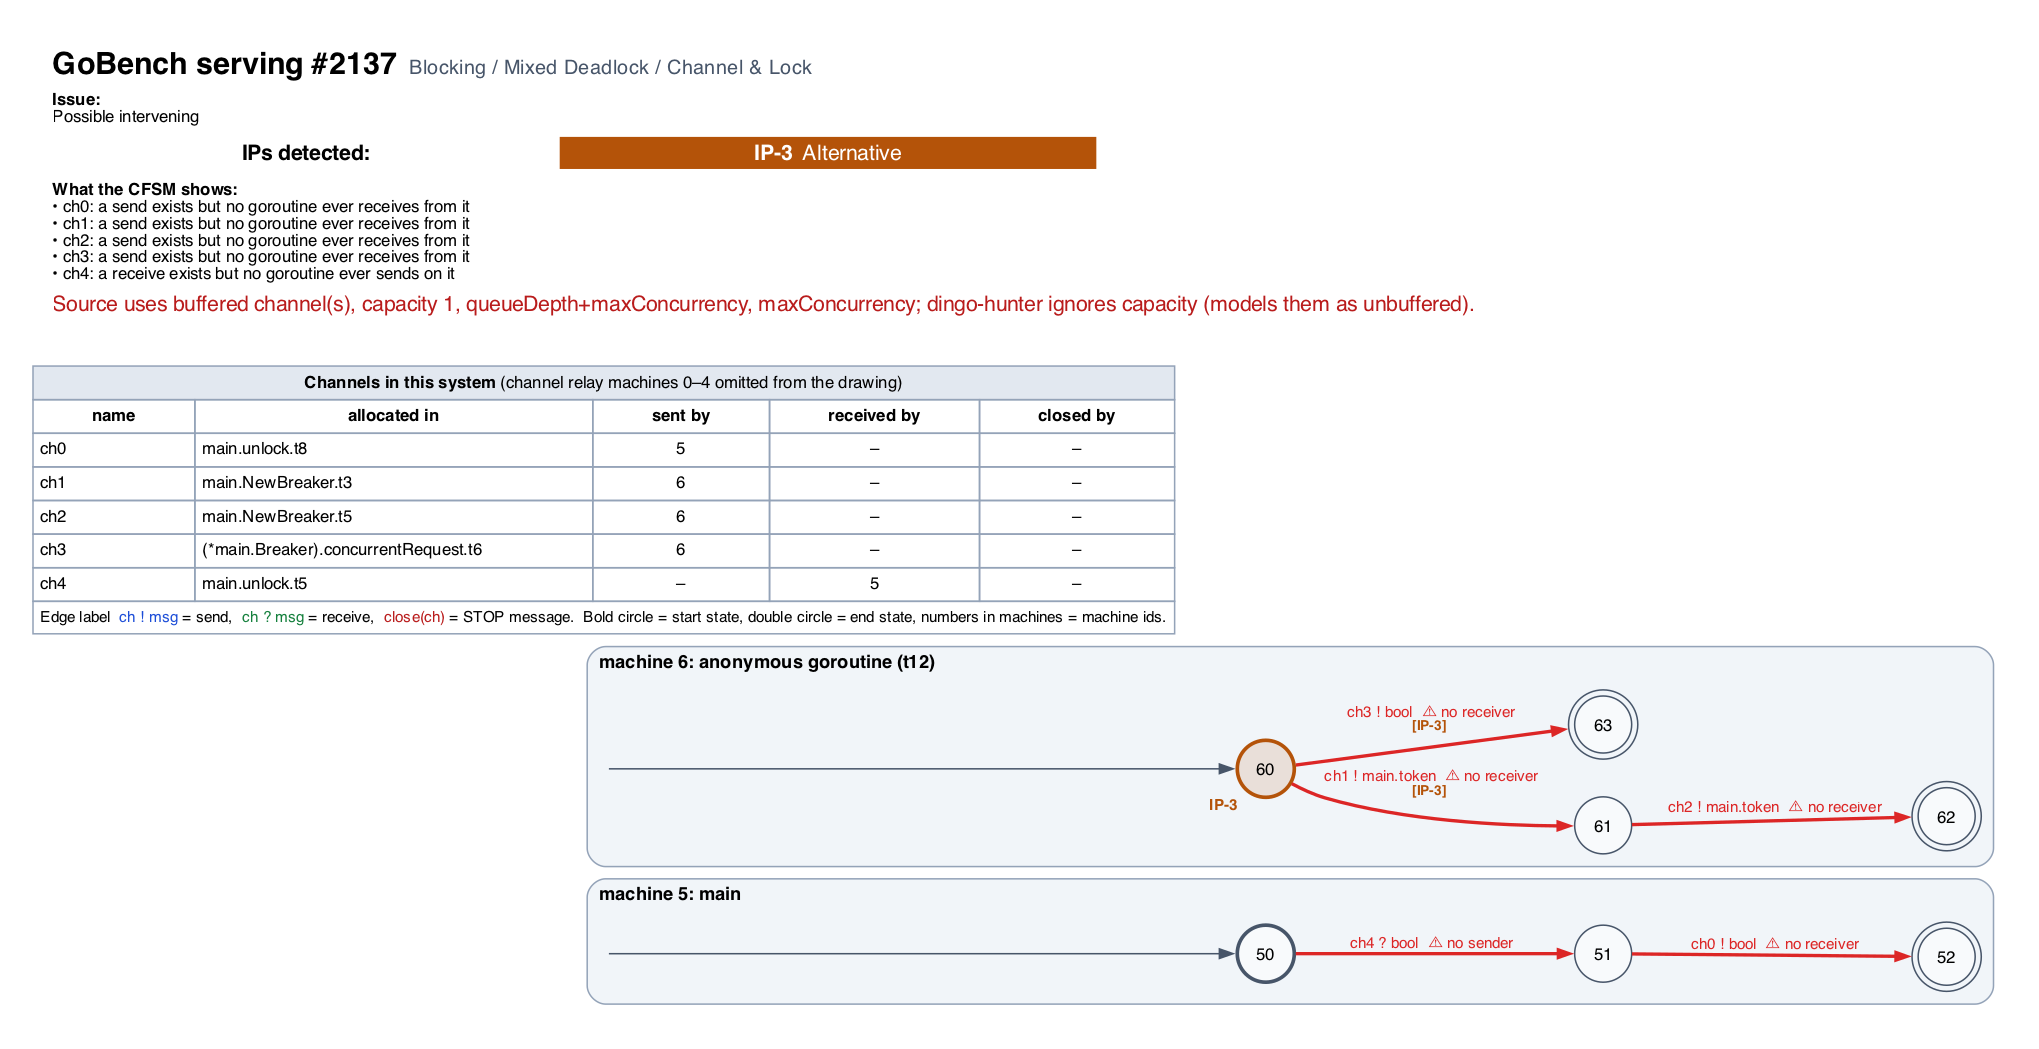 GoBench serving #2137 Blocking / Mixed Deadlock / Channel & Lock
Issue:
Possible intervening
IPs detected: IP-3 Alternative
What the CFSM shows:
• ch0: a send exists but no goroutine ever receives from it
• ch1: a send exists but no goroutine ever receives from it
• ch2: a send exists but no goroutine ever receives from it
• ch3: a send exists but no goroutine ever receives from it
• ch4: a receive exists but no goroutine ever sends on it
Source uses buffered channel(s), capacity 1, queueDepth+maxConcurrency, maxConcurrency; dingo-hunter ignores capacity (models them as unbuffered).
Channels in this system (channel relay machines 0–4 omitted from the drawing)
name allocated in sent by received by closed by
ch0 main.unlock.t8 5 – –
ch1 main.NewBreaker.t3 6 – –
ch2 main.NewBreaker.t5 6 – –
ch3 (*main.Breaker).concurrentRequest.t6 6 – –
ch4 main.unlock.t5 – 5 –
Edge label ch ! msg = send, ch ? msg = receive, close(ch) = STOP message. Bold circle = start state, double circle = end state, numbers in machines = machine ids.
machine 6: anonymous goroutine (t12)
ch3 ! bool ⚠ no receiver
[IP-3]
63
60
ch1 ! main.token ⚠ no receiver
[IP-3]
IP-3
61
ch2 ! main.token ⚠ no receiver
62
machine 5: main
50
ch4 ? bool ⚠ no sender
51
ch0 ! bool ⚠ no receiver
52